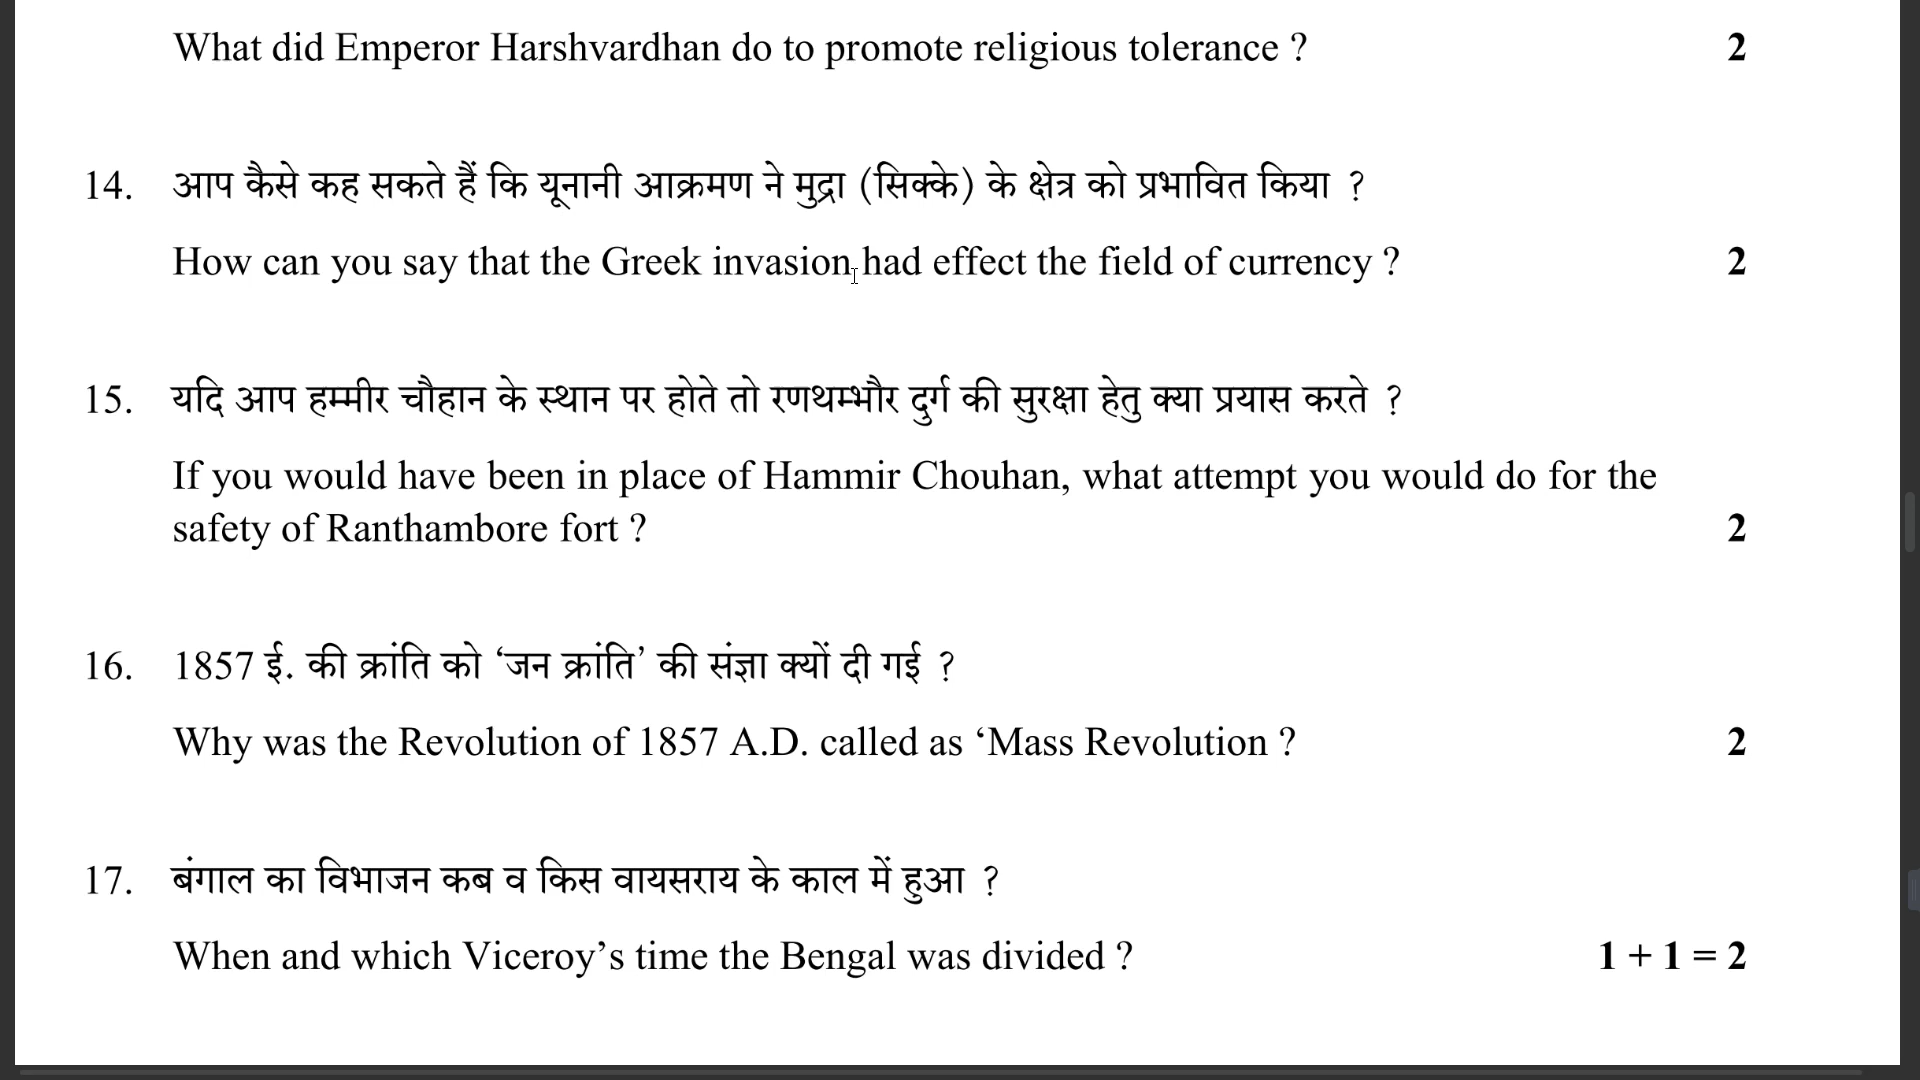 What did Emperor Harshvardhan do to promote religious tolerance ? 2
14. आप कैसे कह सकते हैं कि यूनानी आक्रमण ने मुद्रा (सिक्के) के क्षेत्र को प्रभावित किया ?
How can you say that the Greek invasion had effect the field of currency ? 2
15. यदि आप हम्मीर चौहान के स्थान पर होते तो रणथम्भौर दुर्ग की सुरक्षा हेतु क्या प्रयास करते ?
If you would have been in place of Hammir Chouhan, what attempt you would do for the
safety of Ranthambore fort ? 2
16. 1857 ई. की क्रांति को ‘जन क्रांति’ की संज्ञा क्यों दी गई ?
Why was the Revolution of 1857 A.D. called as ‘Mass Revolution ? 2
17. बंगाल का विभाजन कब व किस वायसराय के काल में हुआ ?
When and which Viceroy’s time the Bengal was divided ? 1 + 1 = 2